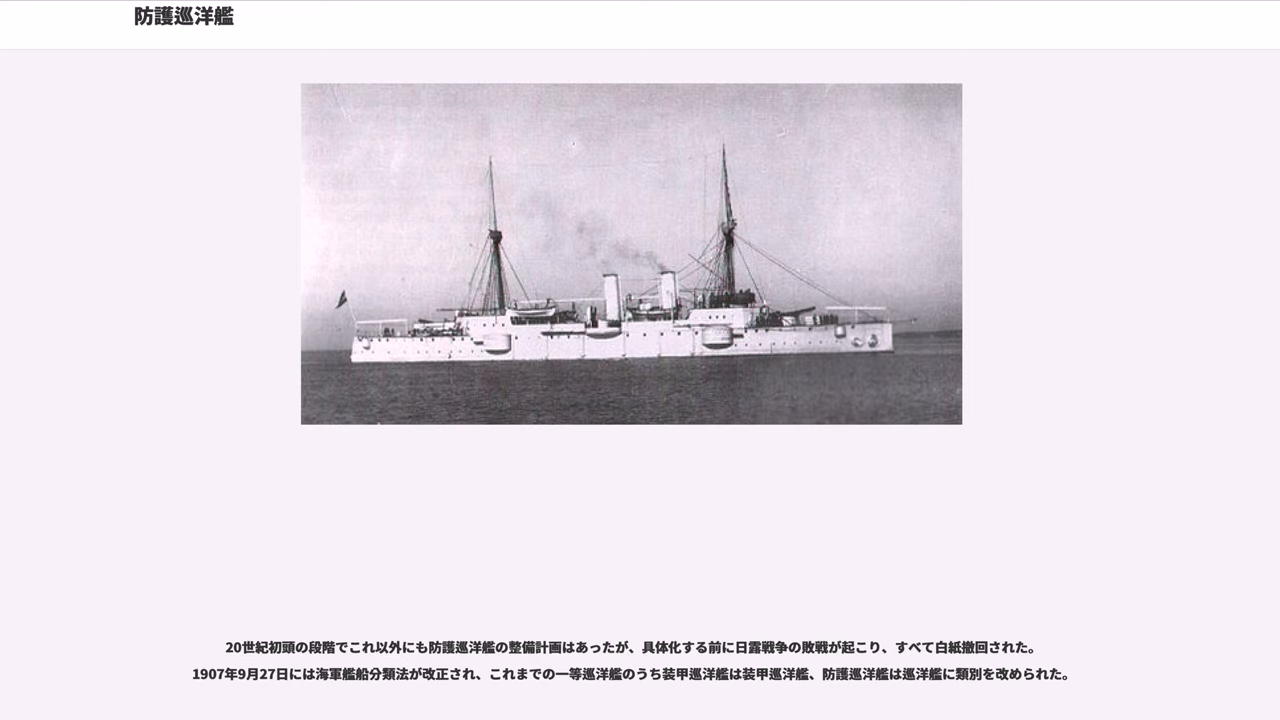 防護巡洋艦
20世紀初頭の段階でこれ以外にも防護巡洋艦の整備計画はあったが、具体化する前に日露戦争の敗戦が起こり、すべて白紙撤回された。
1907年9月27日には海軍艦船分類法が改正され、これまでの一等巡洋艦のうち装甲巡洋艦は装甲巡洋艦、防護巡洋艦は巡洋艦に類別を改められた。